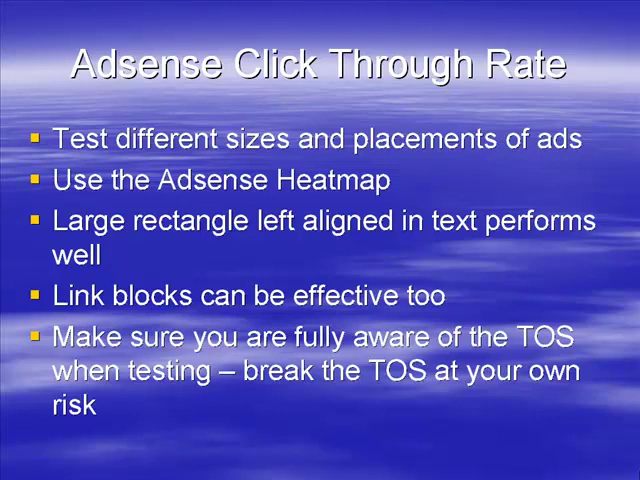 Adsense Click Through Rate
Test different sizes and placements of ads
Use the Adsense Heatmap
Large rectangle left aligned in text performs
well
Link blocks can be effective too
Make sure you are fully aware of the TOS
when testing – break the TOS at your own
risk